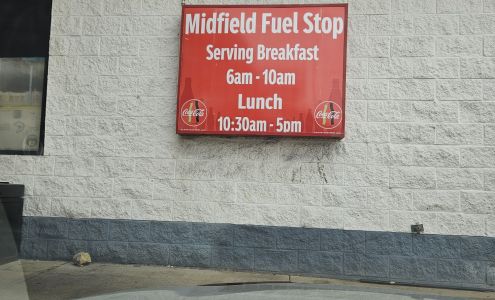 Midfield Fuel Stop
Serving Breakfast
6am - 10am
Lunch
10:30am - 5pm
Coca-Cola
Coca-Cola